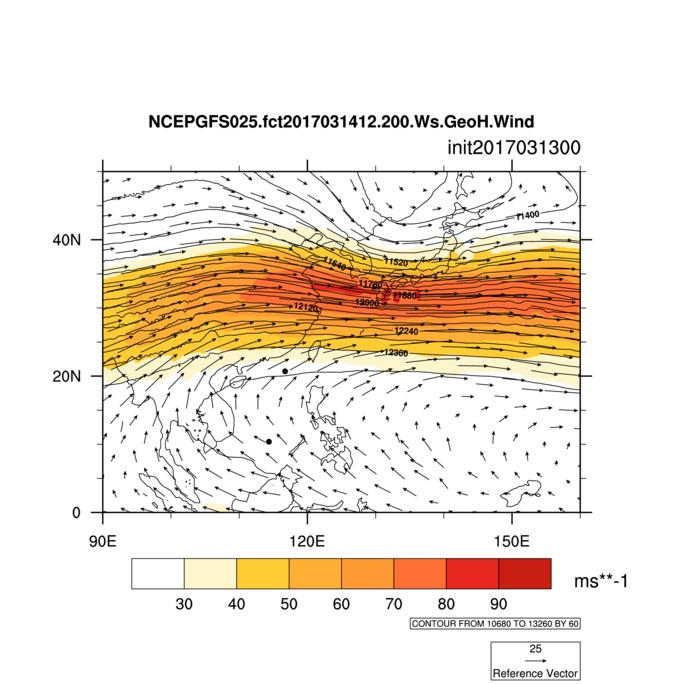 NCEPGFS025.fct2017031412.200.Ws.GeoH.Wind
init2017031300
11400
40N
11640
11520
11760
11880
12000
12120
12240
12360
20N
0
90E
120E
150E
ms**-1
30
40
50
60
70
80
90
CONTOUR FROM 10680 TO 13260 BY 60
25
Reference Vector